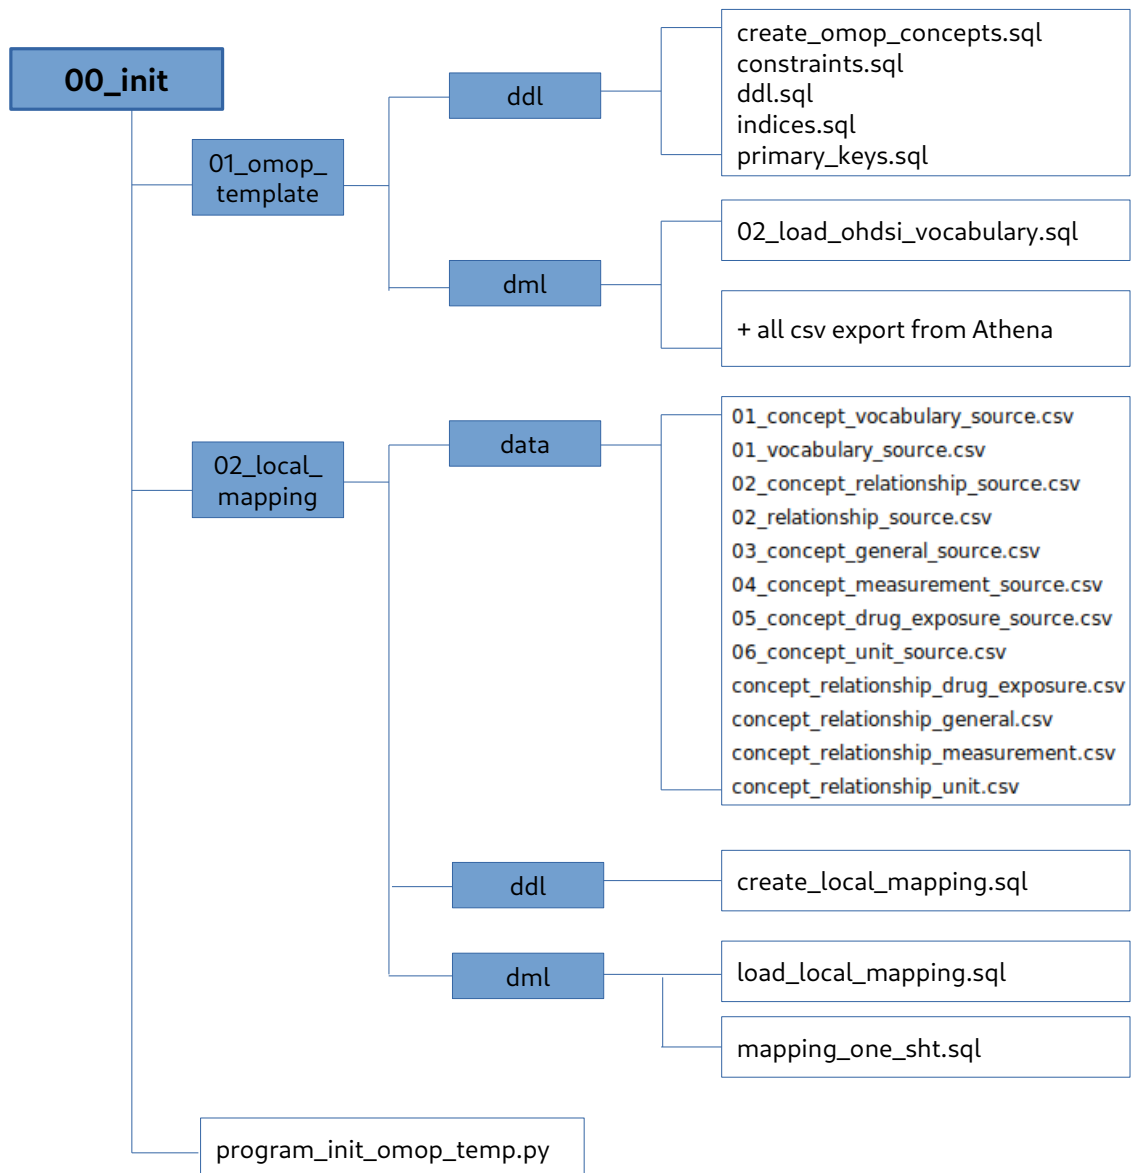 00_init
01_omop_
template
ddl
create_omop_concepts.sql
constraints.sql
ddl.sql
indices.sql
primary_keys.sql
dml
02_load_ohdsi_vocabulary.sql
+ all csv export from Athena
02_local_
mapping
data
01_concept_vocabulary_source.csv
01_vocabulary_source.csv
02_concept_relationship_source.csv
02_relationship_source.csv
03_concept_general_source.csv
04_concept_measurement_source.csv
05_concept_drug_exposure_source.csv
06_concept_unit_source.csv
concept_relationship_drug_exposure.csv
concept_relationship_general.csv
concept_relationship_measurement.csv
concept_relationship_unit.csv
ddl
create_local_mapping.sql
dml
load_local_mapping.sql
mapping_one_sht.sql
program_init_omop_temp.py